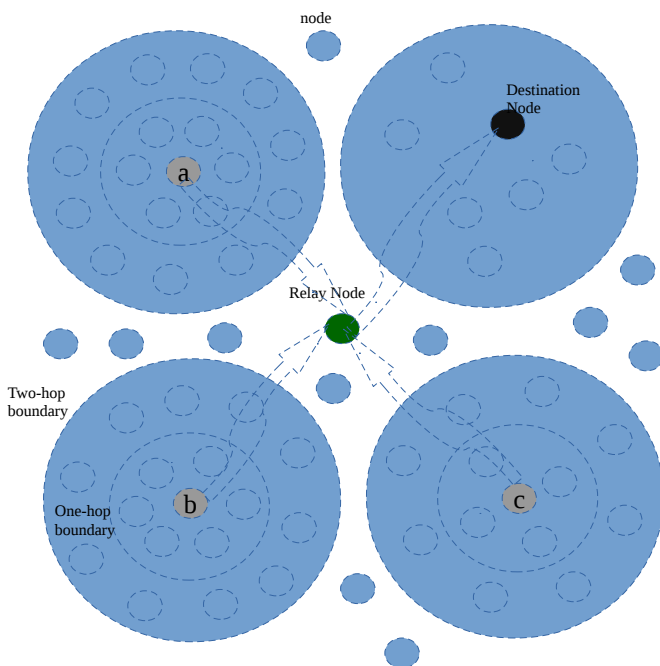 node
Destination
Node
a
Relay Node
Two-hop
boundary
b
c
One-hop
boundary